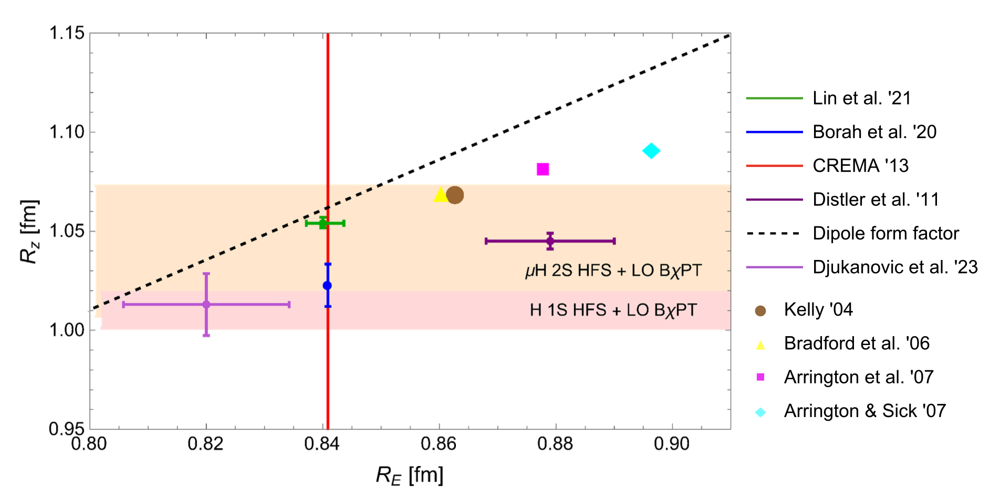 1.15
1.10
1.05
1.00
0.95
R_z [fm]
0.80 0.82 0.84 0.86 0.88 0.90
R_E [fm]
μH 2S HFS + LO BχPT
H 1S HFS + LO BχPT
Lin et al. '21
Borah et al. '20
CREMA '13
Distler et al. '11
Dipole form factor
Djukanovic et al. '23
Kelly '04
Bradford et al. '06
Arrington et al. '07
Arrington & Sick '07